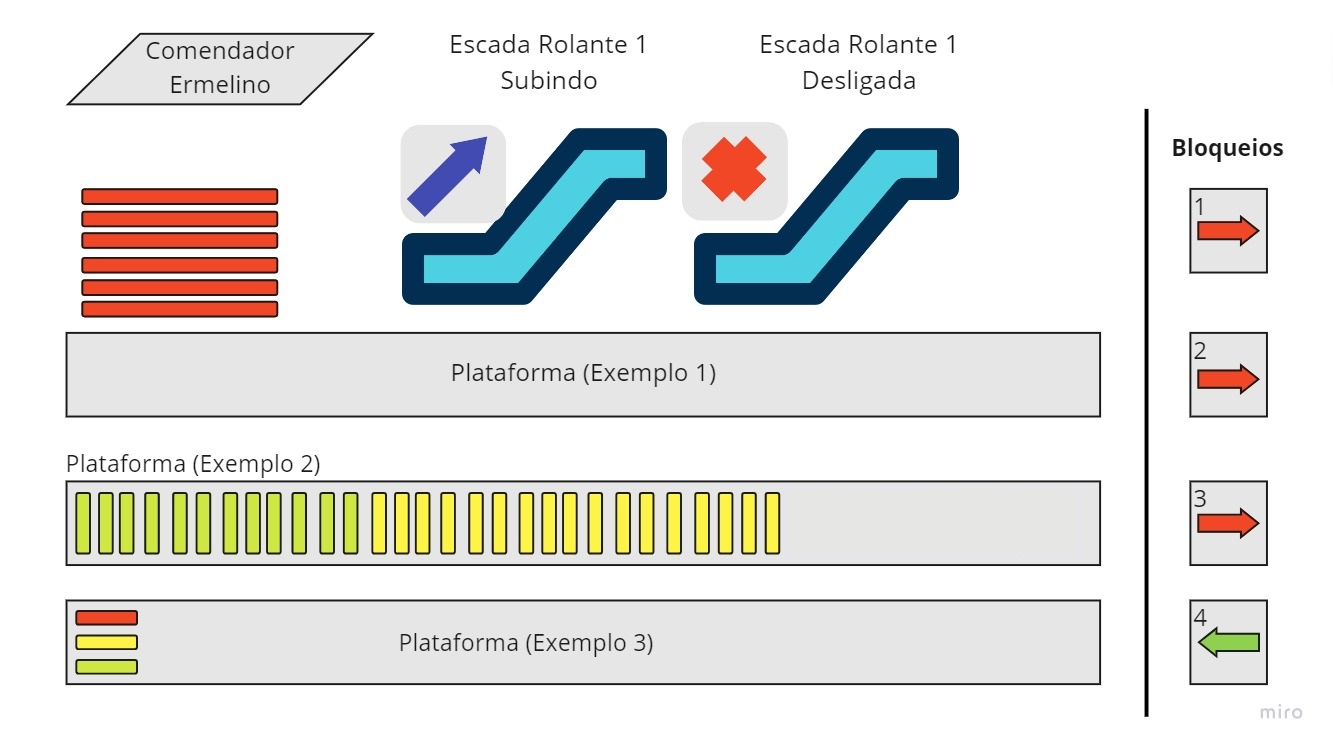 Comendador
Ermelino
Escada Rolante 1
Subindo
Escada Rolante 1
Desligada
Bloqueios
1
Plataforma (Exemplo 1)
2
Plataforma (Exemplo 2)
3
Plataforma (Exemplo 3)
4
miro